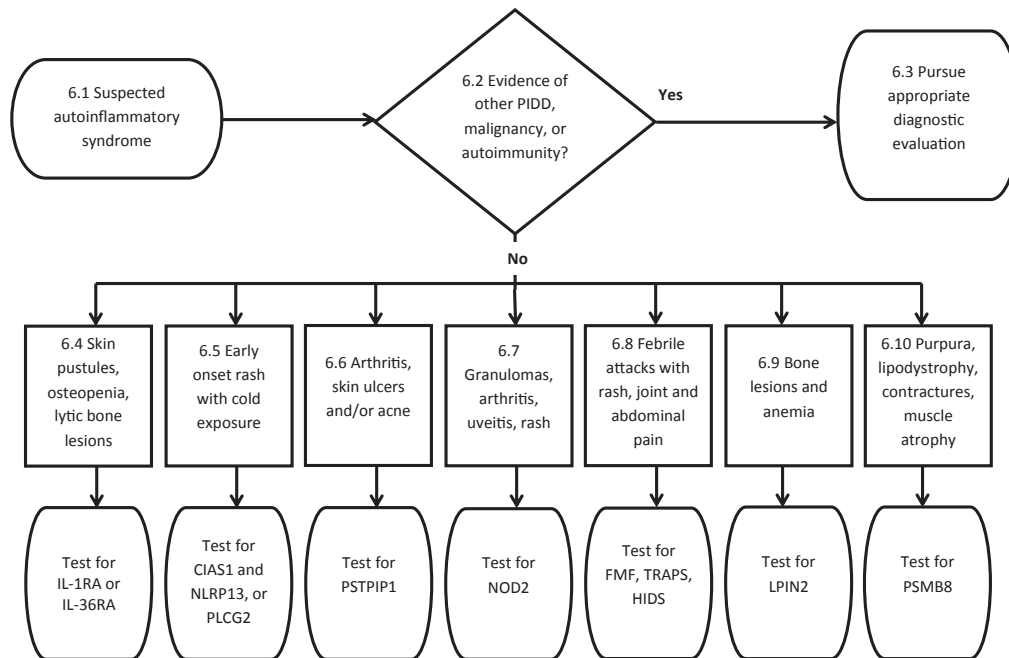 6.1 Suspected
autoinflammatory
syndrome
6.2 Evidence of
other PIDD,
malignancy, or
autoimmunity?
Yes
6.3 Pursue
appropriate
diagnostic
evaluation
No
6.4 Skin
pustules,
osteopenia,
lytic bone
lesions
6.5 Early
onset rash
with cold
exposure
6.6 Arthritis,
skin ulcers
and/or acne
6.7
Granulomas,
arthritis,
uveitis, rash
6.8 Febrile
attacks with
rash, joint and
abdominal
pain
6.9 Bone
lesions and
anemia
6.10 Purpura,
lipodystrophy,
contractures,
muscle
atrophy
Test for
IL-1RA or
IL-36RA
Test for
CIAS1 and
NLRP13, or
PLCG2
Test for
PSTPIP1
Test for
NOD2
Test for
FMF, TRAPS,
HIDS
Test for
LPIN2
Test for
PSMB8